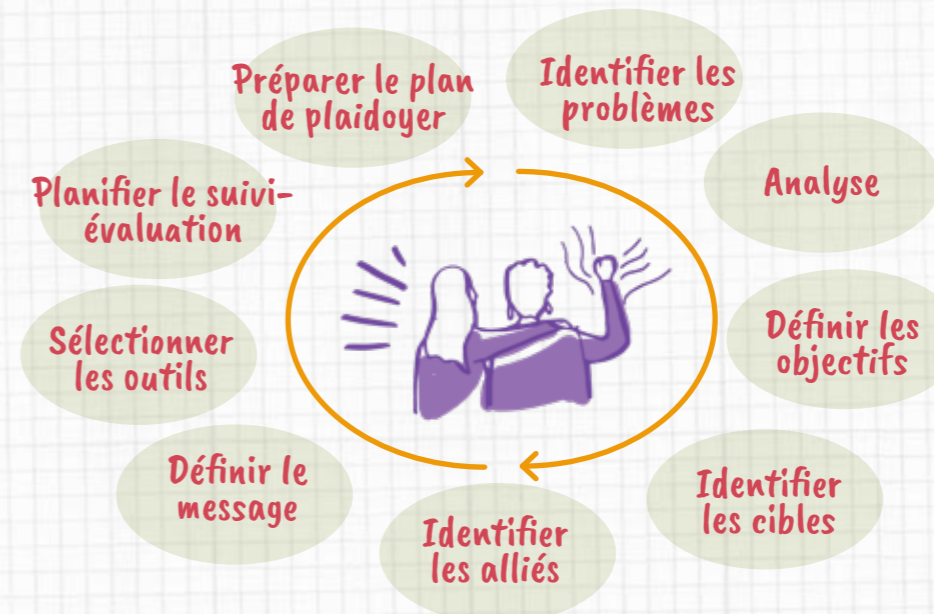 Identifier les
problèmes
Analyse
Définir les
objectifs
Identifier
les cibles
Identifier
les alliés
Définir le
message
Sélectionner
les outils
Planifier le suivi-
évaluation
Préparer le plan
de plaidoyer